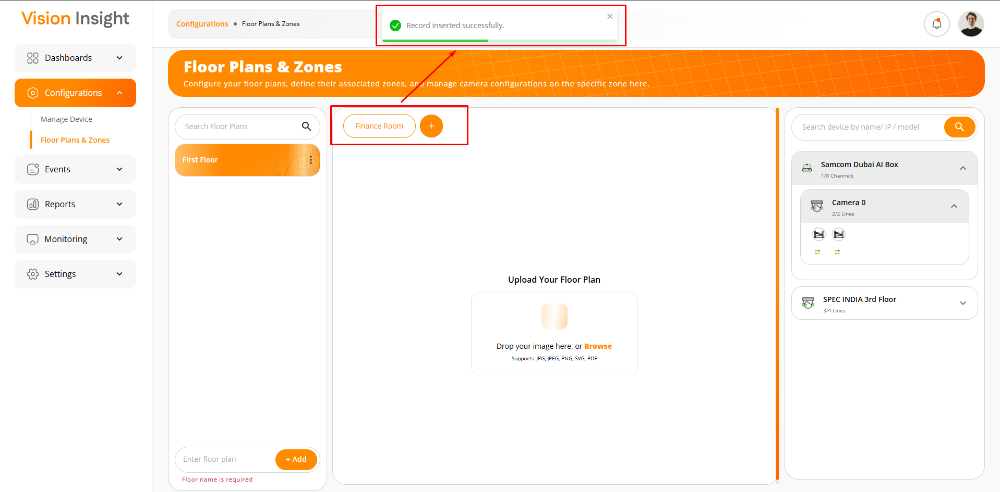 Vision Insight
Configurations • Floor Plans & Zones
Record inserted successfully.
Dashboards
Configurations
Manage Device
Floor Plans & Zones
Events
Reports
Monitoring
Settings
Floor Plans & Zones
Configure your floor plans, define their associated zones, and manage camera configurations on the specific zone here.
Search Floor Plans
First Floor
Enter floor plan
+ Add
Floor name is required
Finance Room
+
Upload Your Floor Plan
Drop your image here, or Browse
Supports: JPG, JPEG, PNG, SVG, PDF
Search device by name/ IP / model
Samcom Dubai AI Box
1/8 Channels
Camera 0
2/2 Lines
SPEC INDIA 3rd Floor
3/4 Lines